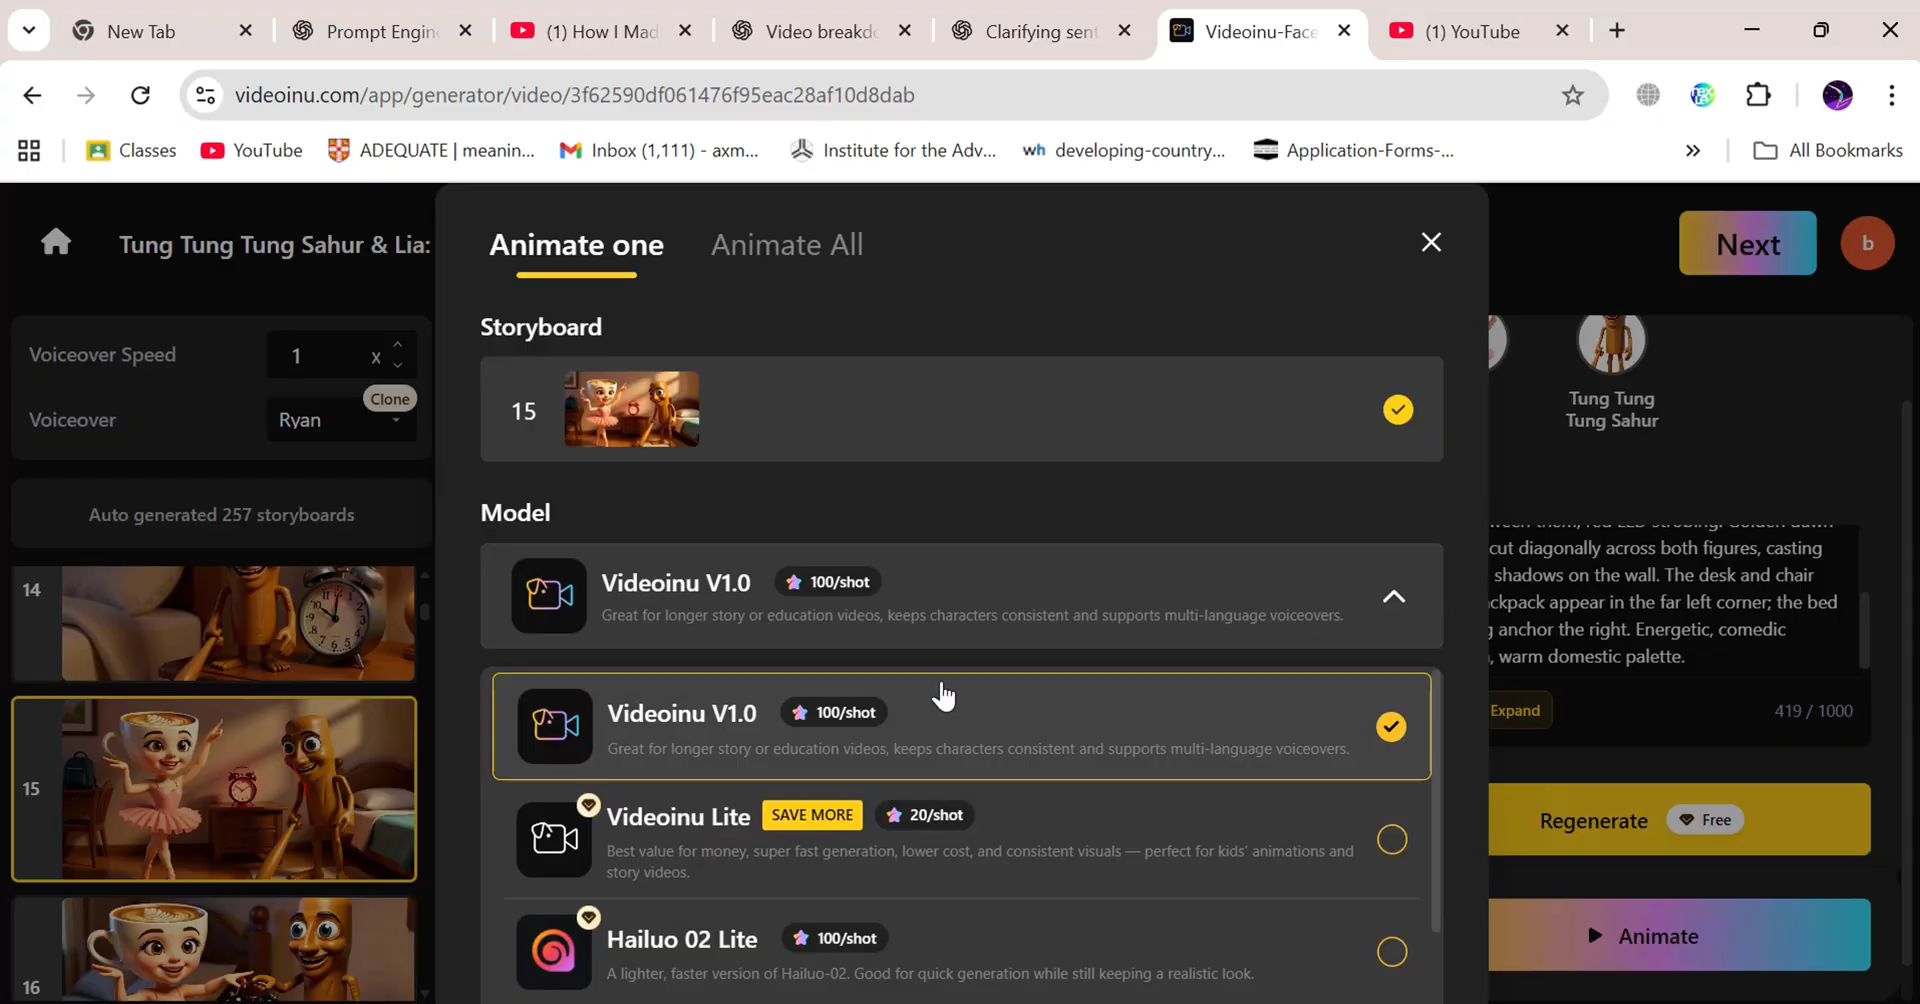 New Tab
Prompt Engin
(1) How I Mad
Video breakd
Clarifying sen
Videoinu-Face
(1) YouTube
videoinu.com/app/generator/video/3f62590df061476f95eac28af10d8dab
Classes
YouTube
ADEQUATE | meanin...
Inbox (1,111) - axm...
Institute for the Adv...
wh developing-country...
Application-Forms-...
All Bookmarks
Tung Tung Tung Sahur & Lia:
Animate one
Animate All
Next
b
Storyboard
Voiceover Speed
1
x
Clone
Voiceover
Ryan
15
Tung Tung
Tung Sahur
Auto generated 257 storyboards
Model
Videoinu V1.0
100/shot
Great for longer story or education videos, keeps characters consistent and supports multi-language voiceovers.
cut diagonally across both figures, casting
shadows on the wall. The desk and chair
ckpack appear in the far left corner; the bed
g anchor the right. Energetic, comedic
, warm domestic palette.
Expand
419 / 1000
14
15
16
Videoinu V1.0
100/shot
Great for longer story or education videos, keeps characters consistent and supports multi-language voiceovers.
Videoinu Lite
SAVE MORE
20/shot
Best value for money, super fast generation, lower cost, and consistent visuals — perfect for kids' animations and
story videos.
Hailuo 02 Lite
100/shot
A lighter, faster version of Hailuo-02. Good for quick generation while still keeping a realistic look.
Regenerate
Free
Animate